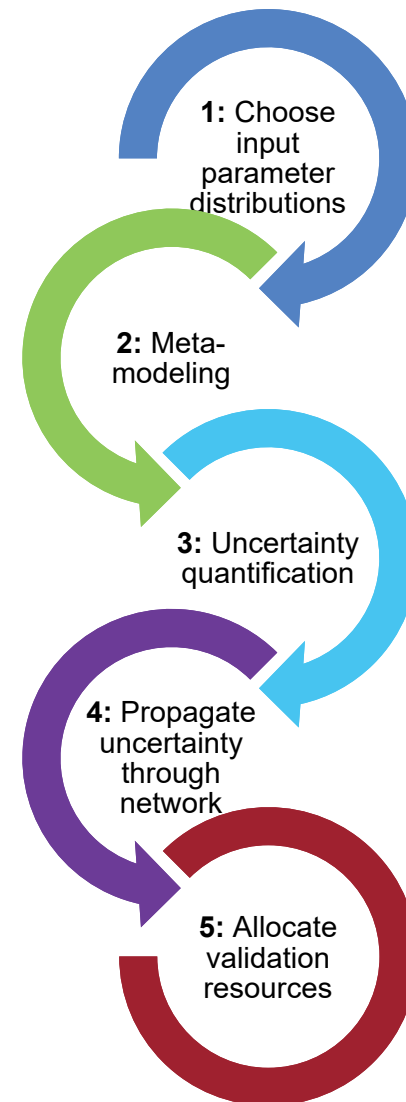 1: Choose
input
parameter
distributions
2: Meta-
modeling
3: Uncertainty
quantification
4: Propagate
uncertainty
through
network
5: Allocate
validation
resources